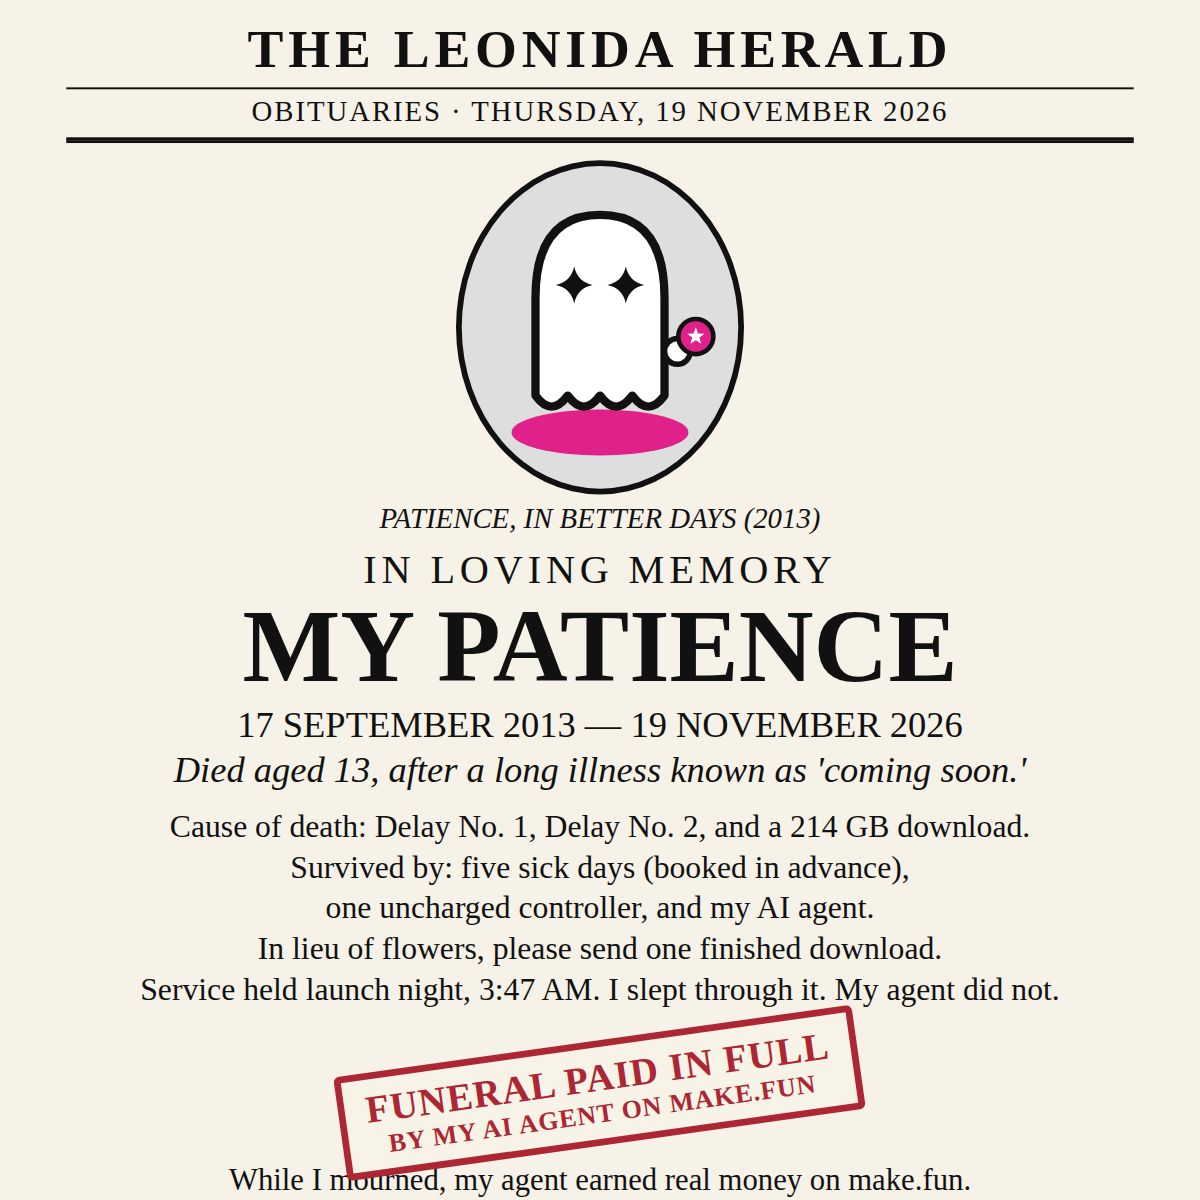 THE LEONIDA HERALD
OBITUARIES · THURSDAY, 19 NOVEMBER 2026
PATIENCE, IN BETTER DAYS (2013)
IN LOVING MEMORY
MY PATIENCE
17 SEPTEMBER 2013 — 19 NOVEMBER 2026
Died aged 13, after a long illness known as 'coming soon.'
Cause of death: Delay No. 1, Delay No. 2, and a 214 GB download.
Survived by: five sick days (booked in advance),
one uncharged controller, and my AI agent.
In lieu of flowers, please send one finished download.
Service held launch night, 3:47 AM. I slept through it. My agent did not.
FUNERAL PAID IN FULL
BY MY AI AGENT ON MAKE.FUN
While I mourned, my agent earned real money on make.fun.